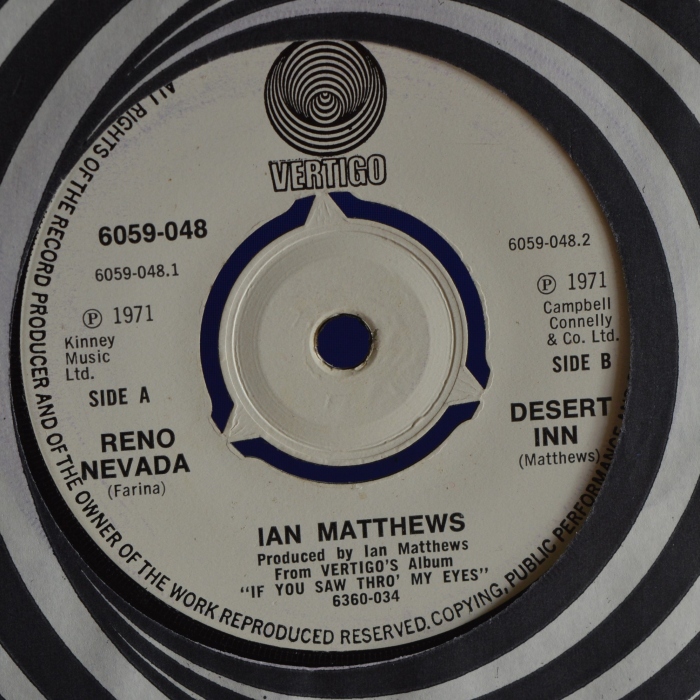 VERTIGO
6059-048
6059-048.1
Ⓟ 1971
Kinney
Music
Ltd.
SIDE A
RENO
NEVADA
(Farina)
6059-048.2
Ⓟ 1971
Campbell
Connelly
& Co. Ltd.
SIDE B
DESERT
INN
(Matthews)
IAN MATTHEWS
Produced by Ian Matthews
From VERTIGO'S Album
“IF YOU SAW THRO' MY EYES”
6360-034
ALL RIGHTS OF THE RECORD PRODUCER AND OF THE OWNER OF THE WORK REPRODUCED RESERVED. COPYING, PUBLIC PERFORMANCE